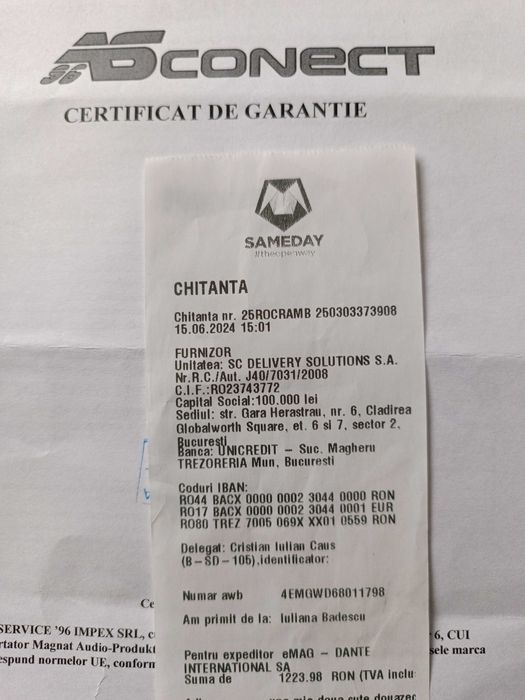 AS CONECT
96
CERTIFICAT DE GARANTIE
SAMEDAY
#theopenway
CHITANTA
Chitanta nr. 25ROCRAMB 250303373908
15.06.2024 15:01
FURNIZOR
Unitatea: SC DELIVERY SOLUTIONS S.A.
Nr.R.C./Aut. J40/7031/2008
C.I.F.:RO23743772
Capital Social:100.000 lei
Sediul: str. Gara Herastrau, nr. 6, Cladirea
Globalworth Square, et. 6 si 7, sector 2,
Bucuresti
Banca: UNICREDIT – Suc. Magheru
TREZORERIA Mun, Bucuresti
Coduri IBAN:
RO44 BACX 0000 0002 3044 0000 RON
RO17 BACX 0000 0002 3044 0001 EUR
RO80 TREZ 7005 069X XX01 0559 RON
Delegat: Cristian Iulian Caus
(B-SD-105),identificator:
Numar awb 4EMGWD68011798
Am primit de la: Iuliana Badescu
Ce
SERVICE '96 IMPEX SRL, c 6, CUI
rtator Magnat Audio-Produkt sele marca
espund normelor UE, conform
Pentru expeditor eMAG – DANTE
INTERNATIONAL SA
Suma de 1223.98 RON (TVA inclu